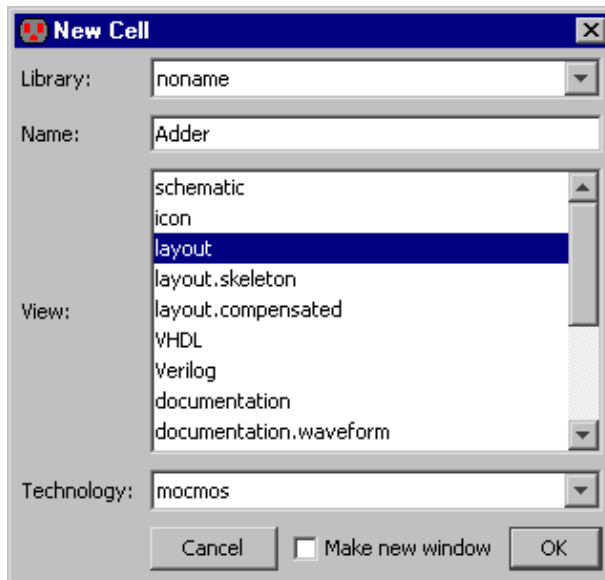 New Cell
Library: noname
Name: Adder
View:
schematic
icon
layout
layout.skeleton
layout.compensated
VHDL
Verilog
documentation
documentation.waveform
Technology: mocmos
Cancel Make new window OK